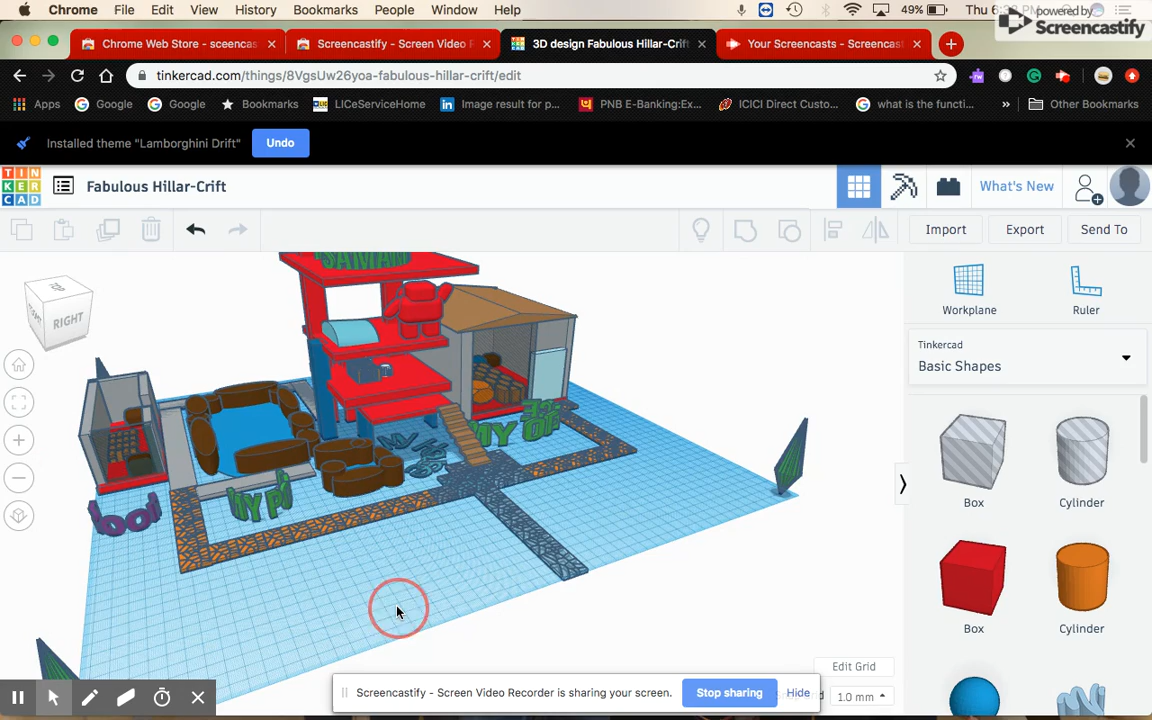 Chrome File Edit View History Bookmarks People Window Help 49% Thu 6:
powered by
Screencastify
Chrome Web Store - sceencas
Screencastify - Screen Video R
3D design Fabulous Hillar-Crift
Your Screencasts - Screencast
tinkercad.com/things/8VgsUw26yoa-fabulous-hillar-crift/edit
Apps Google Google Bookmarks LICeServiceHome Image result for p... PNB E-Banking:Ex... ICICI Direct Custo... what is the functi... » Other Bookmarks
Installed theme "Lamborghini Drift" Undo
TINKERCAD
Fabulous Hillar-Crift
What's New
Import Export Send To
TOP
RIGHT
Workplane Ruler
Tinkercad
Basic Shapes
Box Cylinder
Box Cylinder
Edit Grid
1.0 mm
Screencastify - Screen Video Recorder is sharing your screen. Stop sharing Hide